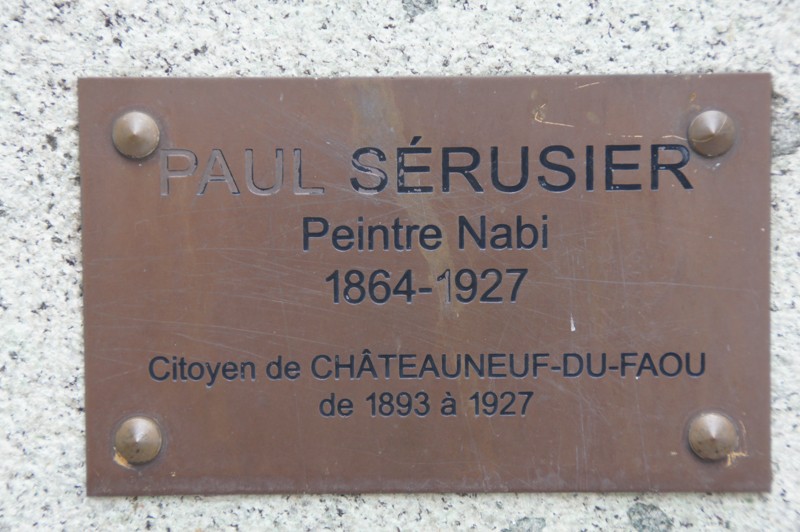 PAUL SÉRUSIER
Peintre Nabi
1864-1927
Citoyen de CHÂTEAUNEUF-DU-FAOU
de 1893 à 1927